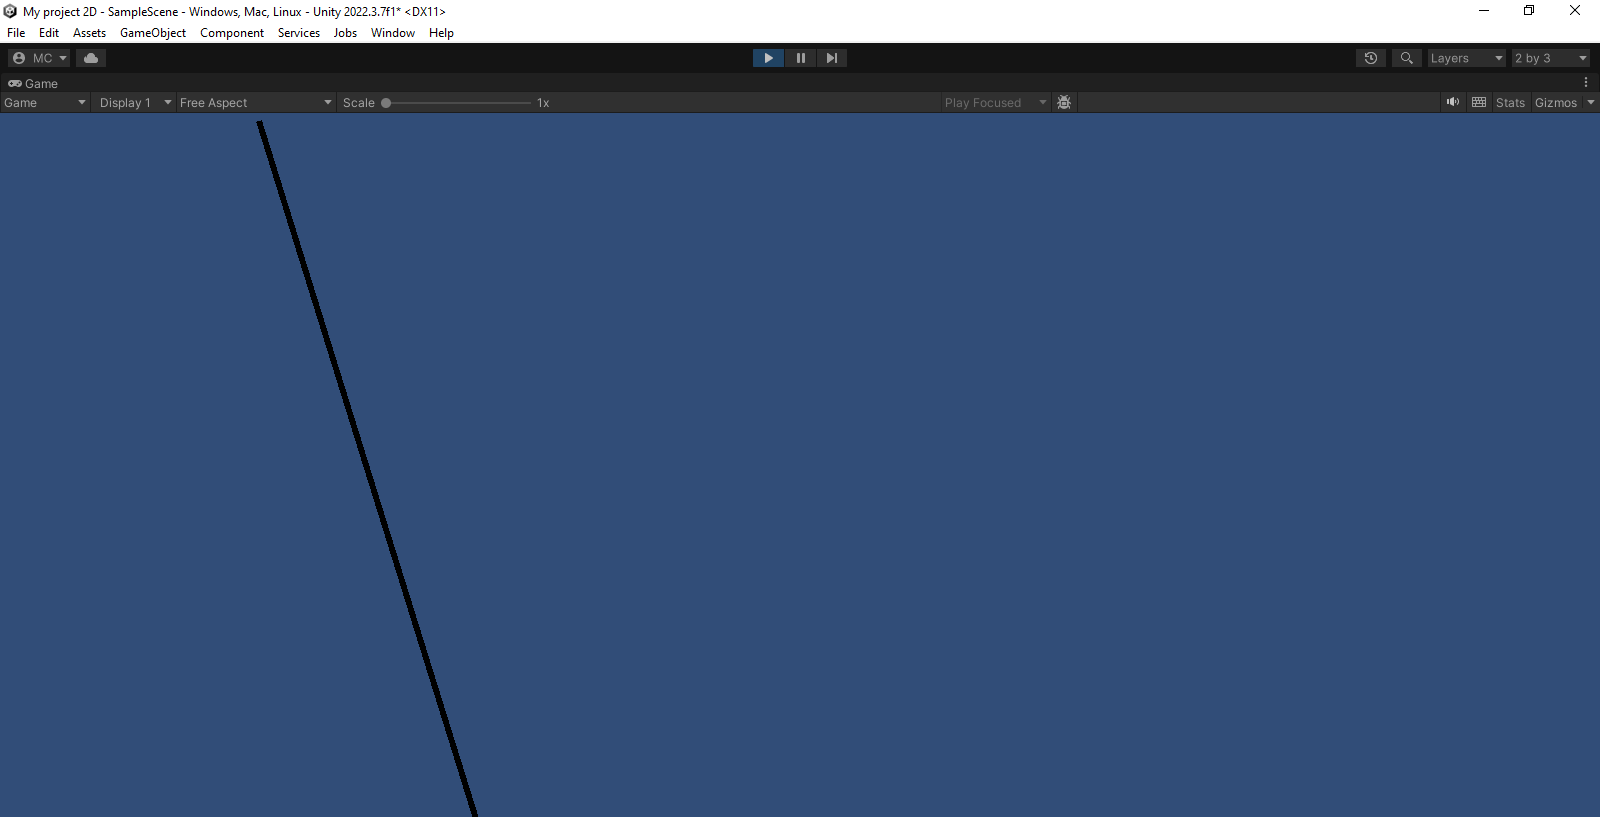 My project 2D - SampleScene - Windows, Mac, Linux - Unity 2022.3.7f1* <DX11>
File Edit Assets GameObject Component Services Jobs Window Help
MC Layers 2 by 3
Game
Game Display 1 Free Aspect Scale 1x Play Focused Stats Gizmos